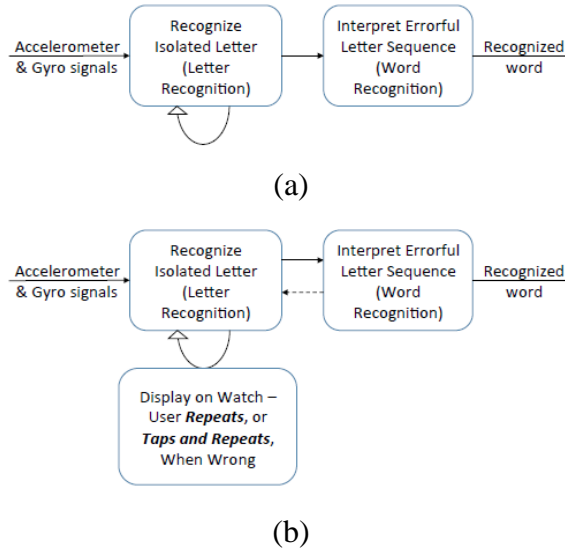 Accelerometer
& Gyro signals
Recognize
Isolated Letter
(Letter
Recognition)
Interpret Errorful
Letter Sequence
(Word
Recognition)
Recognized
word
(a)
Accelerometer
& Gyro signals
Recognize
Isolated Letter
(Letter
Recognition)
Interpret Errorful
Letter Sequence
(Word
Recognition)
Recognized
word
Display on Watch –
User Repeats, or
Taps and Repeats,
When Wrong
(b)